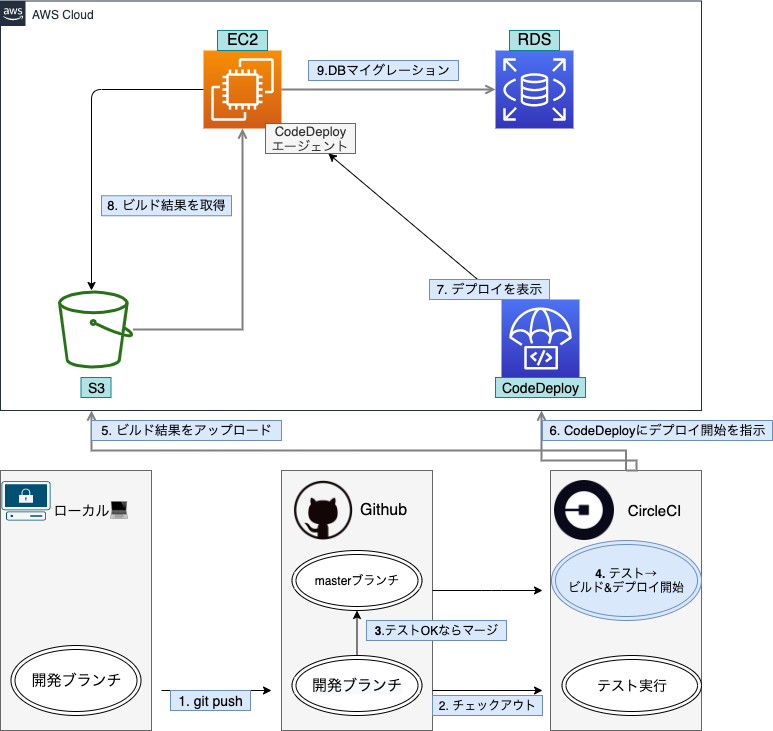 aws
AWS Cloud
EC2
RDS
9.DBマイグレーション
CodeDeploy
エージェント
8. ビルド結果を取得
7. デプロイを表示
S3
CodeDeploy
5. ビルド結果をアップロード
6. CodeDeployにデプロイ開始を指示
ローカル💻
Github
CircleCI
masterブランチ
4. テスト→
ビルド&デプロイ開始
3.テストOKならマージ
開発ブランチ
開発ブランチ
テスト実行
1. git push
2. チェックアウト